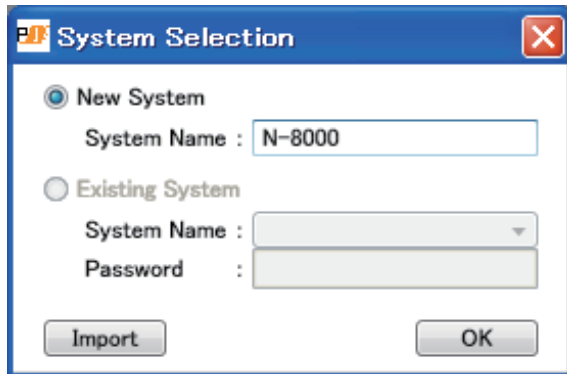 System Selection
New System
System Name : N-8000
Existing System
System Name :
Password :
Import OK